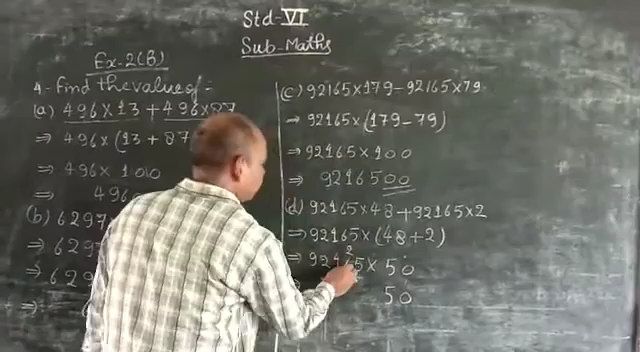 Std-VI
Sub-Maths
Ex-2(B)
4. Find the value of:-
(a) 496×13+496×87
⇒ 496×(13+87
⇒ 496×100
⇒ 4960
(b) 6297
⇒ 629
⇒ 629
⇒
(c) 92165×179-92165×79
⇒ 92165×(179-79)
⇒ 92165×100
⇒ 9216500
(d) 92165×48+92165×2
⇒ 92165×(48+2)
⇒ 92165×50
50